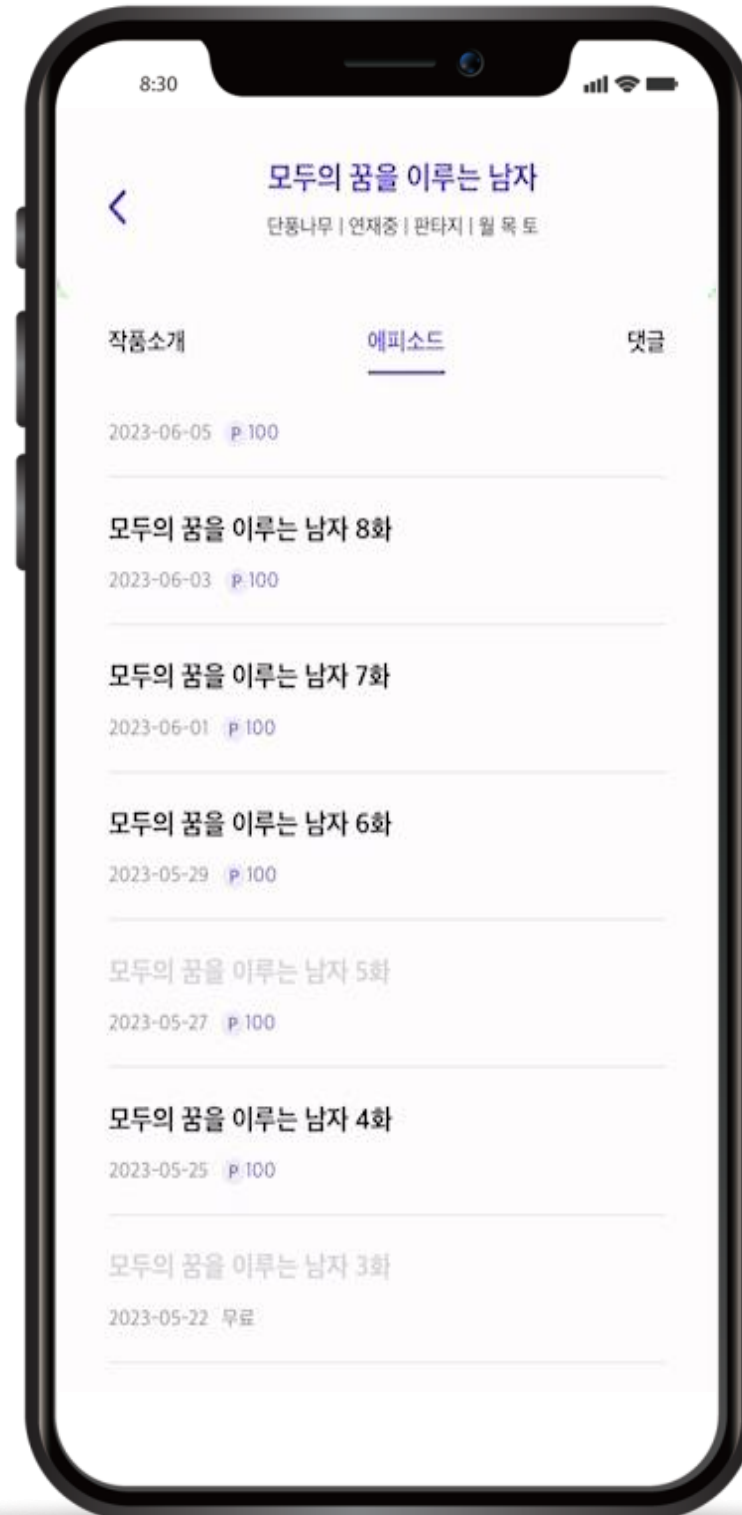 8:30
모두의 꿈을 이루는 남자
단풍나무 | 연재중 | 판타지 | 월 목 토
작품소개 에피소드 댓글
2023-06-05 P 100
모두의 꿈을 이루는 남자 8화
2023-06-03 P 100
모두의 꿈을 이루는 남자 7화
2023-06-01 P 100
모두의 꿈을 이루는 남자 6화
2023-05-29 P 100
모두의 꿈을 이루는 남자 5화
2023-05-27 P 100
모두의 꿈을 이루는 남자 4화
2023-05-25 P 100
모두의 꿈을 이루는 남자 3화
2023-05-22 무료